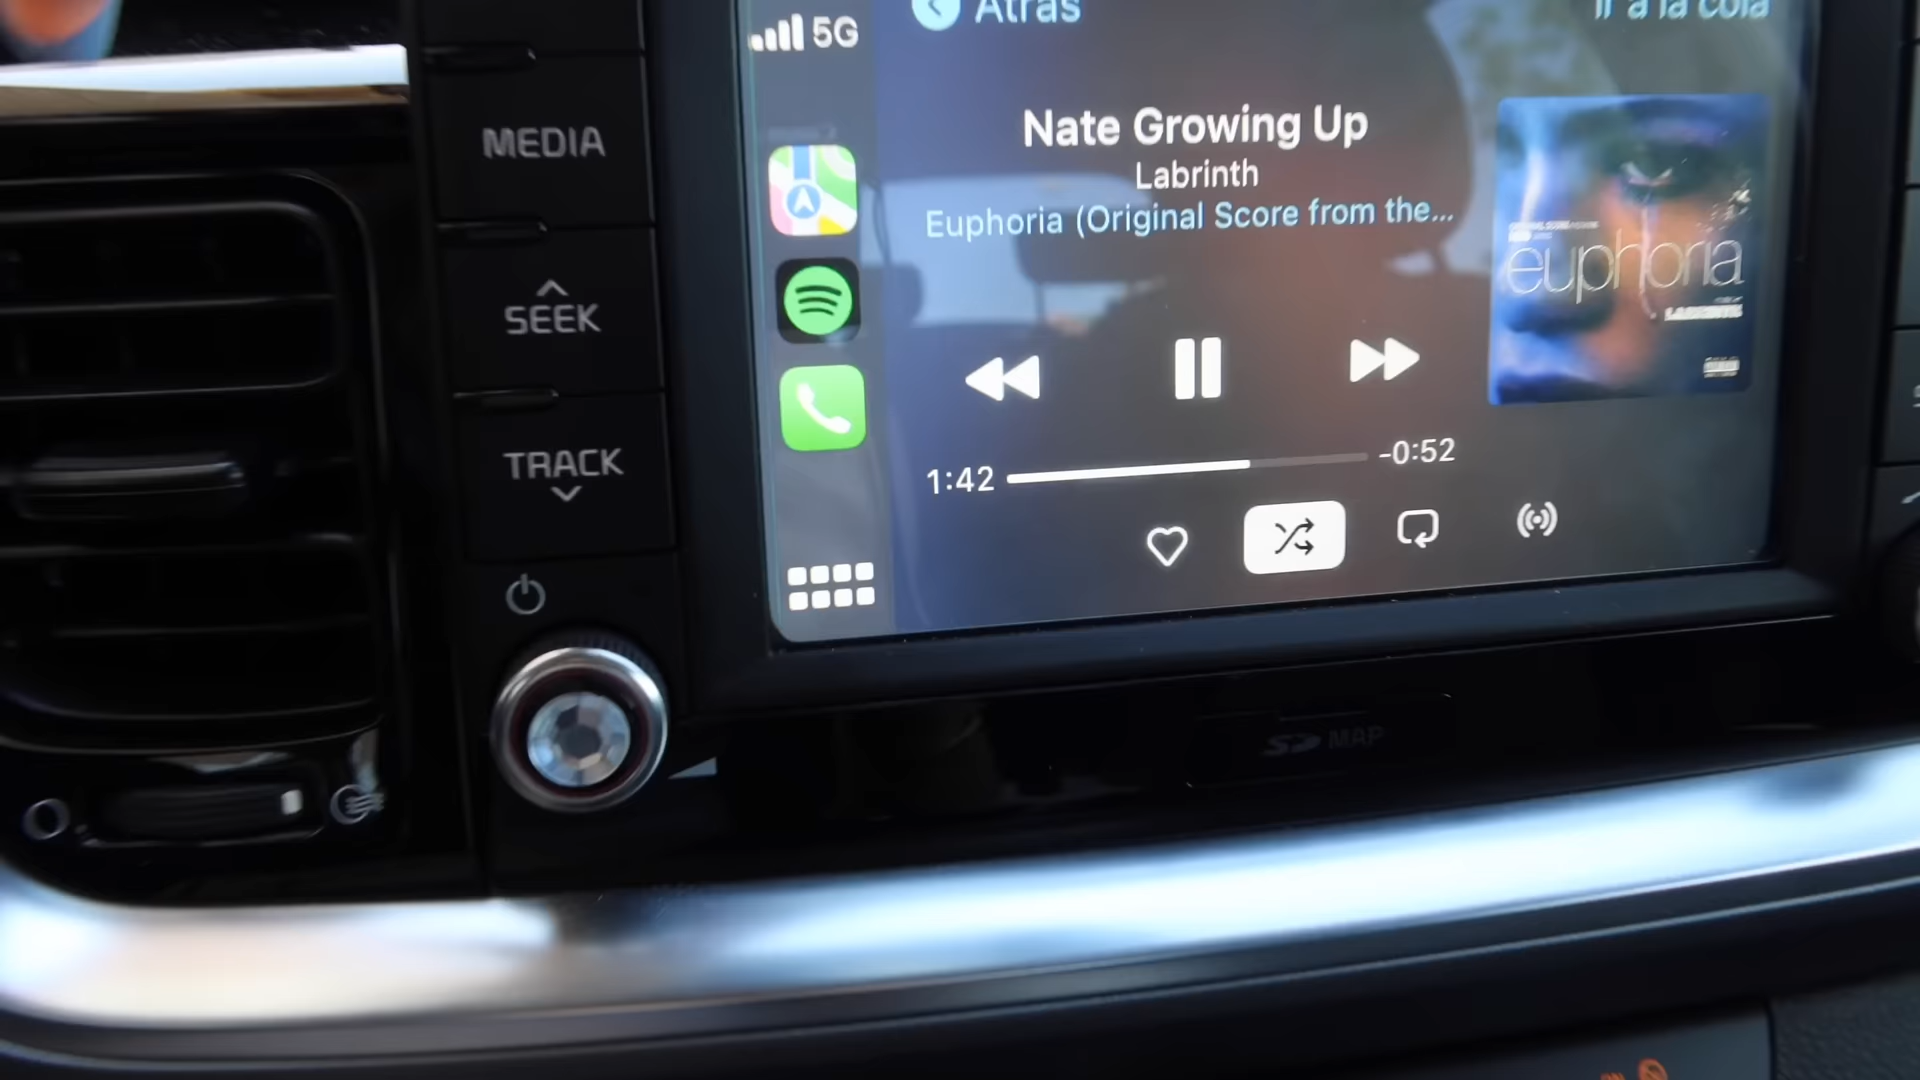 5G
Atrás
Ir a la cola
MEDIA
SEEK
TRACK
Nate Growing Up
Labrinth
Euphoria (Original Score from the...
euphoria
LABRINTH
1:42
-0:52
SD MAP